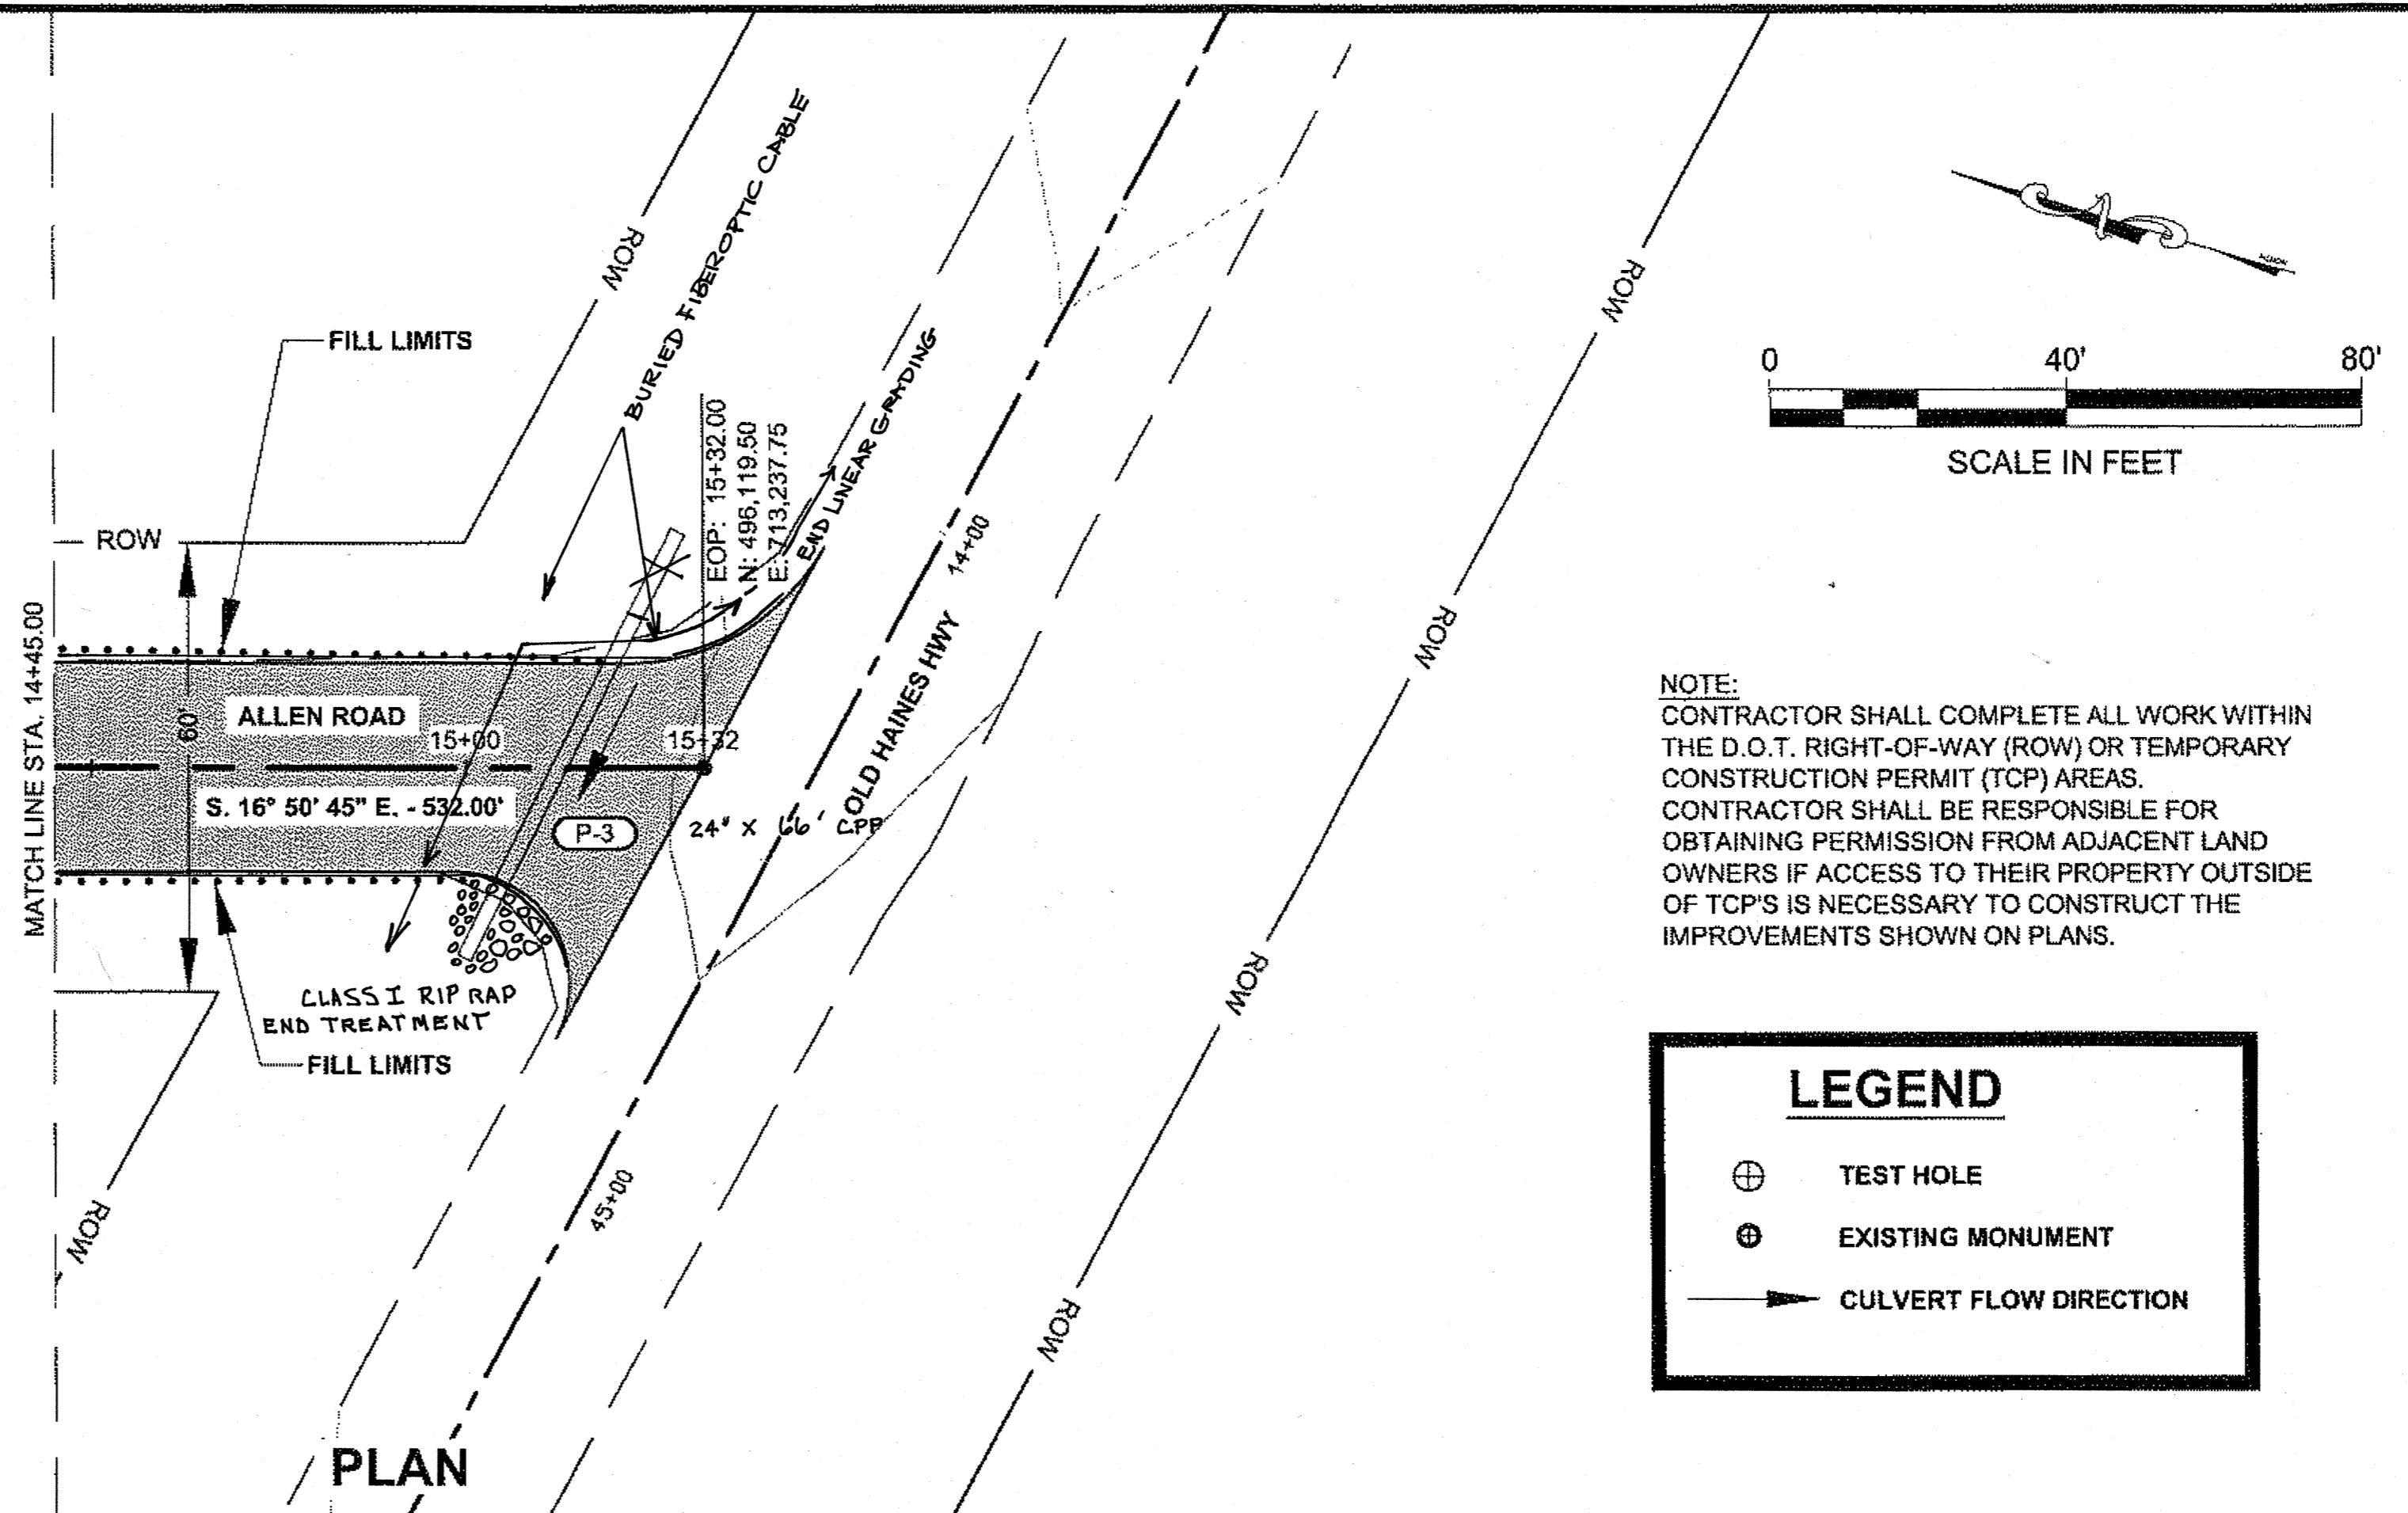 ROW
BURIED FIBEROPTIC CABLE
ROW
NORTH
FILL LIMITS
0 40' 80'
SCALE IN FEET
END LINEAR GRADING
EOP: 15+32.00
N: 496,119.50
E: 713,237.75
ROW
14+00
ROW
MATCH LINE STA. 14+45.00
60'
ALLEN ROAD
15+00
15+32
OLD HAINES HWY
S. 16° 50' 45" E. - 532.00'
P-3
24" X 66' CPP
NOTE:
CONTRACTOR SHALL COMPLETE ALL WORK WITHIN
THE D.O.T. RIGHT-OF-WAY (ROW) OR TEMPORARY
CONSTRUCTION PERMIT (TCP) AREAS.
CONTRACTOR SHALL BE RESPONSIBLE FOR
OBTAINING PERMISSION FROM ADJACENT LAND
OWNERS IF ACCESS TO THEIR PROPERTY OUTSIDE
OF TCP'S IS NECESSARY TO CONSTRUCT THE
IMPROVEMENTS SHOWN ON PLANS.
ROW
CLASS I RIP RAP
END TREATMENT
FILL LIMITS
ROW
45+00
ROW
LEGEND
TEST HOLE
EXISTING MONUMENT
CULVERT FLOW DIRECTION
PLAN